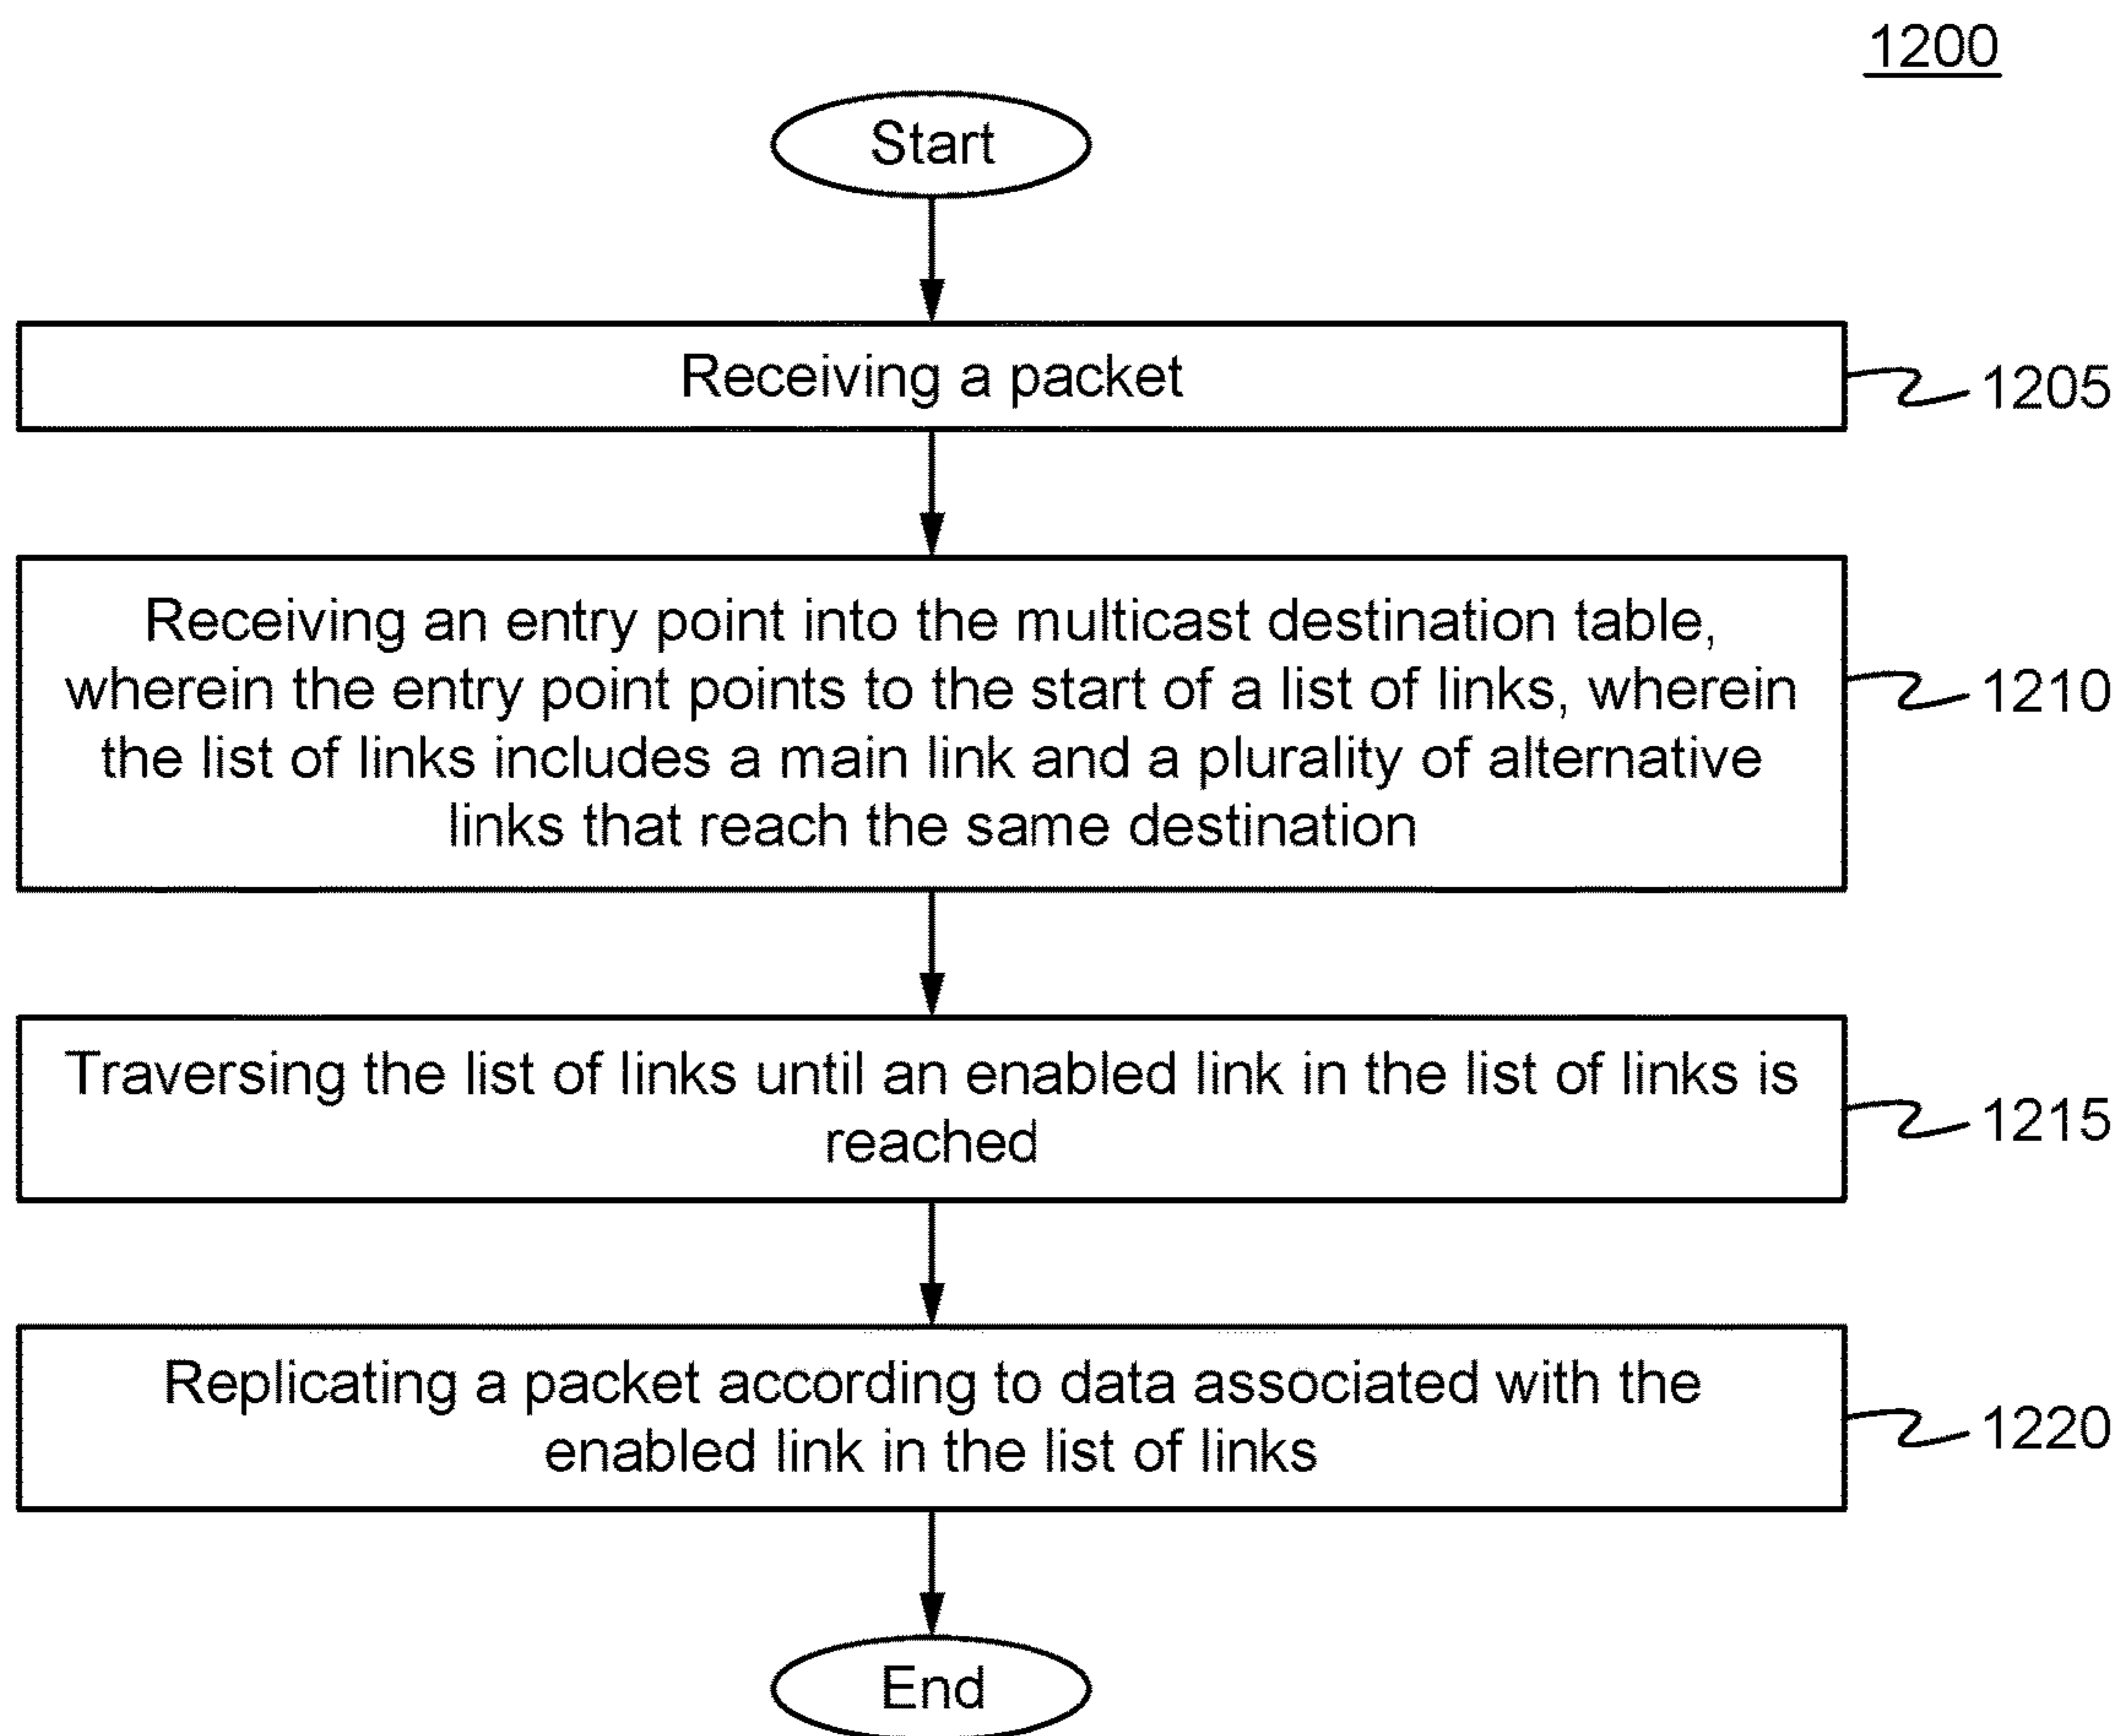 1200
Start
Receiving a packet
1205
Receiving an entry point into the multicast destination table,
wherein the entry point points to the start of a list of links, wherein
the list of links includes a main link and a plurality of alternative
links that reach the same destination
1210
Traversing the list of links until an enabled link in the list of links is
reached
1215
Replicating a packet according to data associated with the
enabled link in the list of links
1220
End